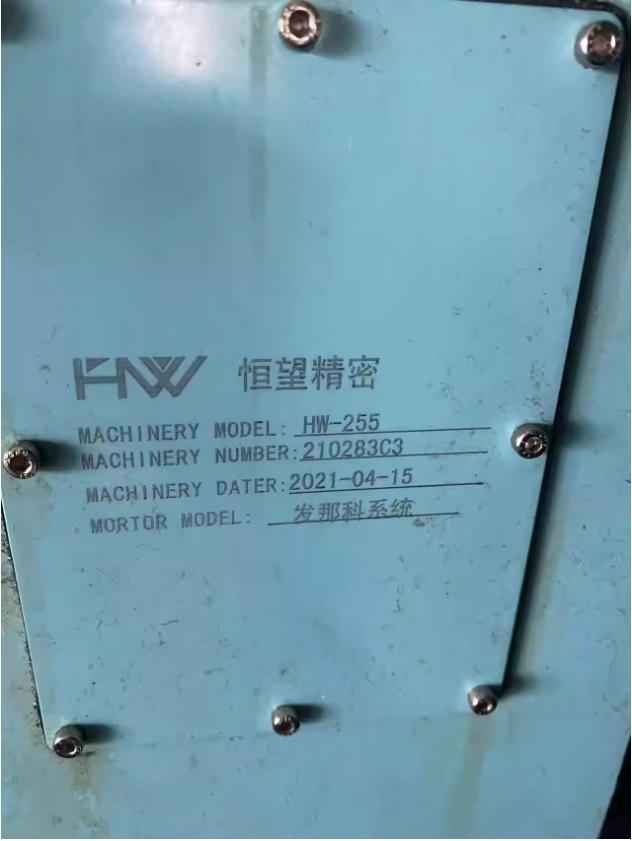 HW 恒望精密
MACHINERY MODEL: HW-255
MACHINERY NUMBER:210283C3
MACHINERY DATER:2021-04-15
MORTOR MODEL: 发那科系统